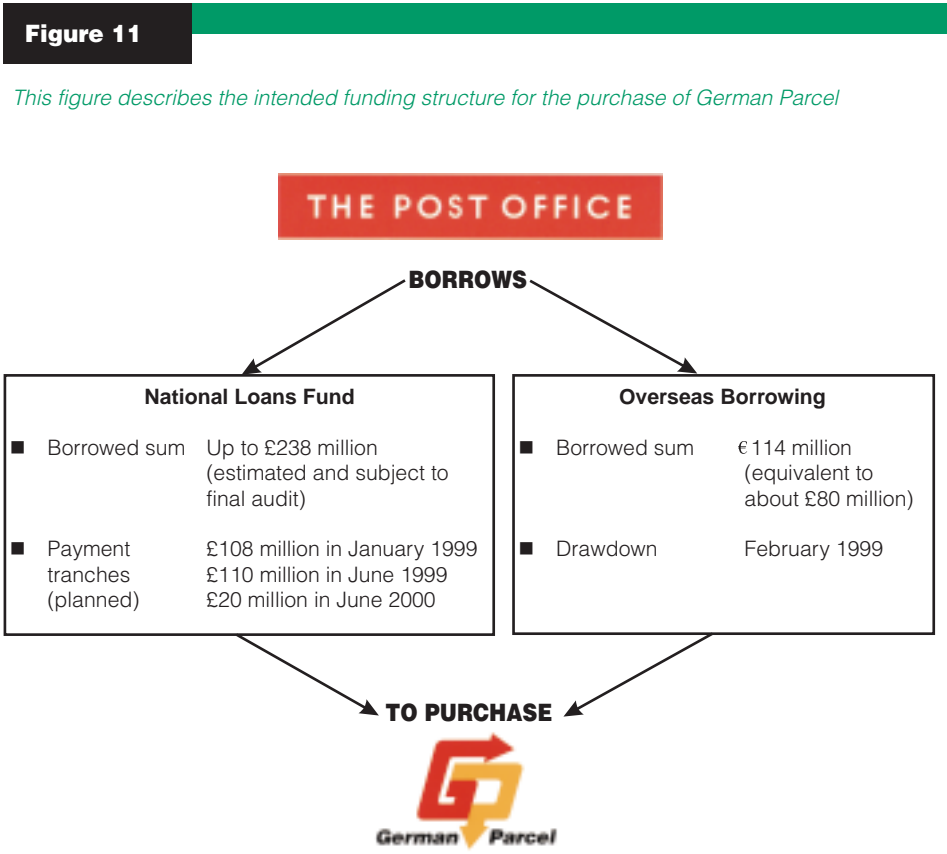 Figure 11
This figure describes the intended funding structure for the purchase of German Parcel
THE POST OFFICE
BORROWS
National Loans Fund
■ Borrowed sum Up to £238 million
(estimated and subject to
final audit)
■ Payment £108 million in January 1999
tranches £110 million in June 1999
(planned) £20 million in June 2000
Overseas Borrowing
■ Borrowed sum € 114 million
(equivalent to
about £80 million)
■ Drawdown February 1999
TO PURCHASE
GP
German Parcel